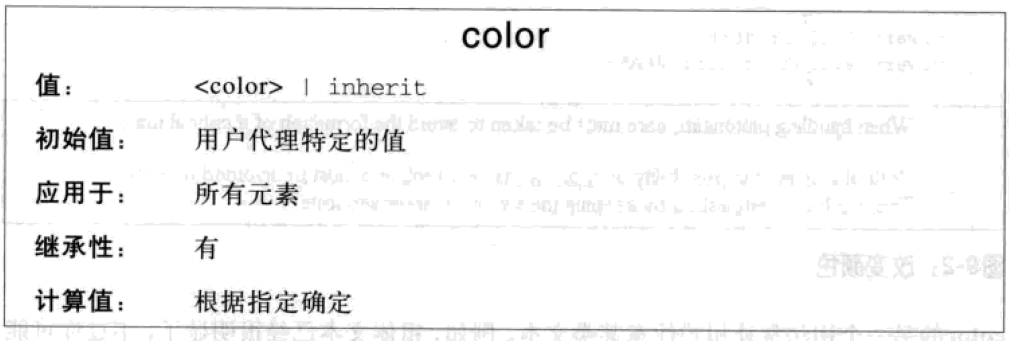 color
值： <color> | inherit
初始值： 用户代理特定的值
应用于： 所有元素
继承性： 有
计算值： 根据指定确定